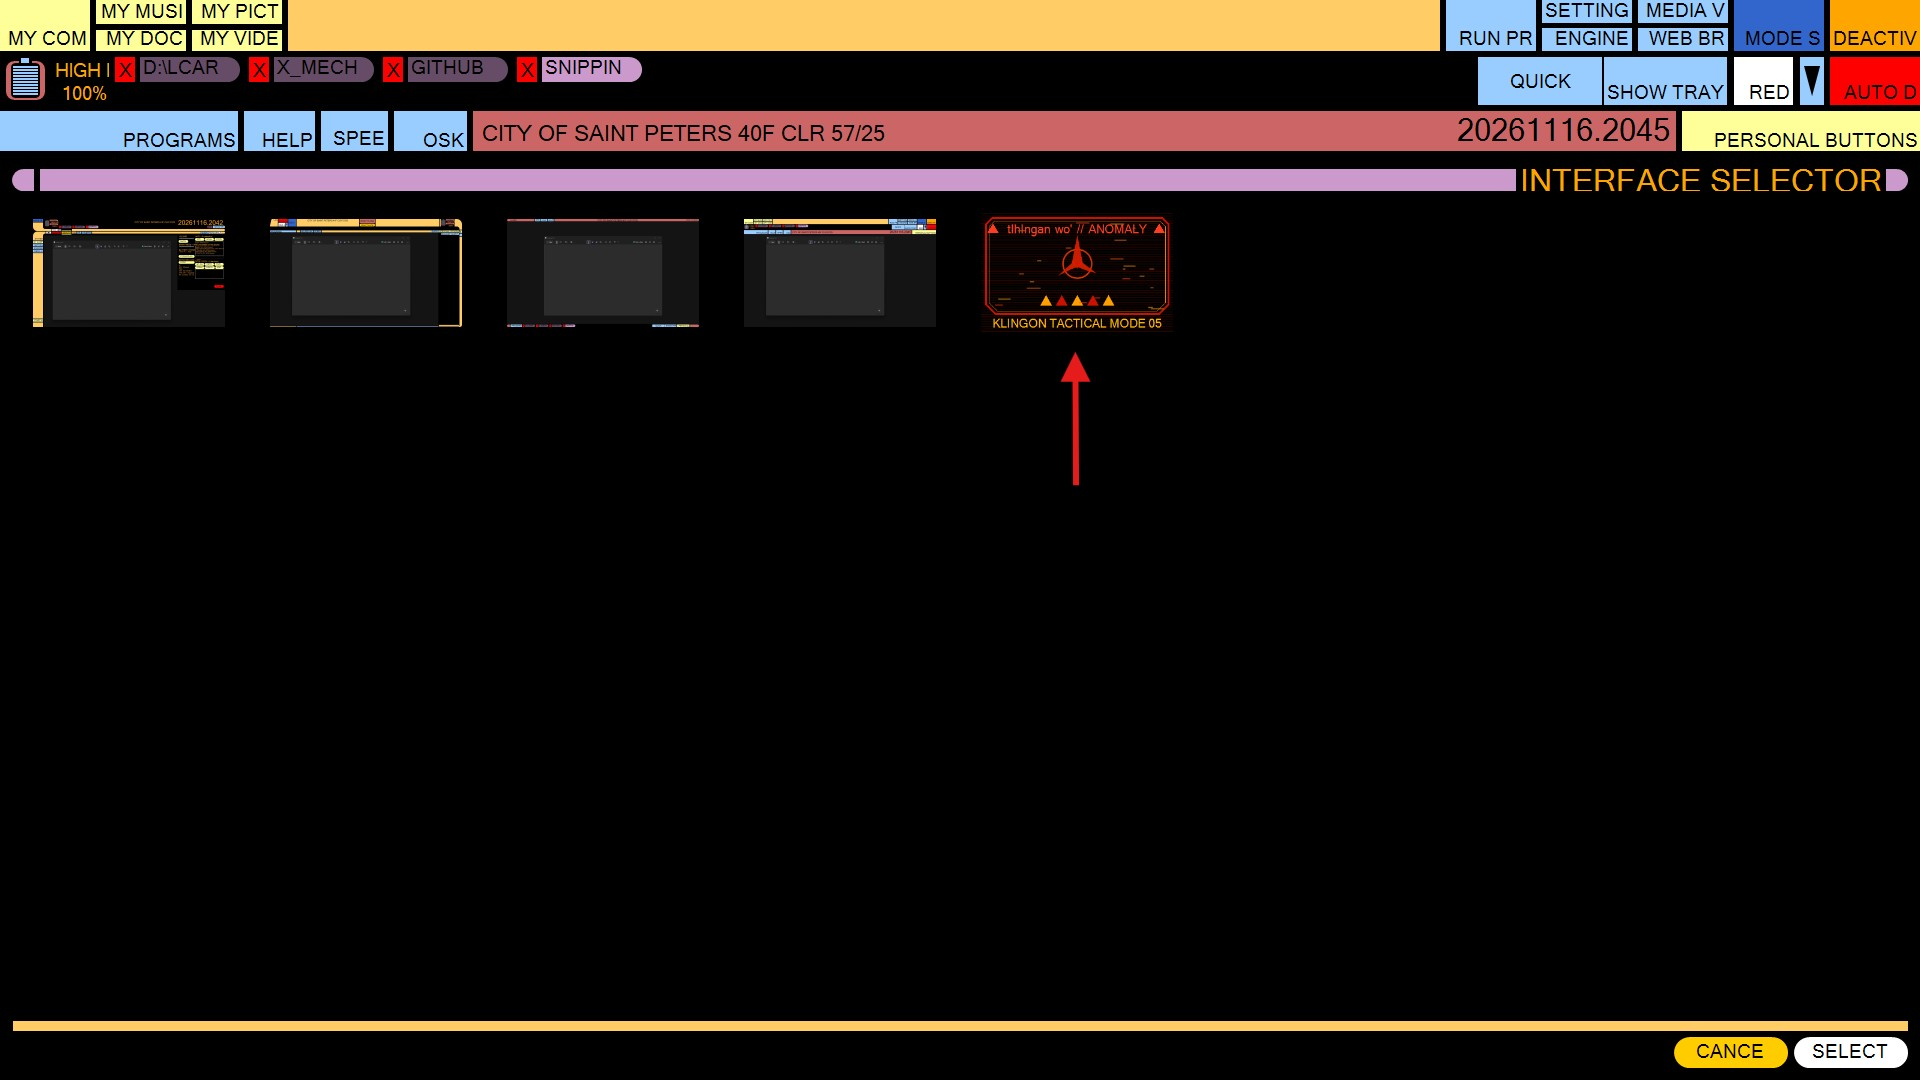 MY COM
MY MUSI
MY PICT
MY DOC
MY VIDE
RUN PR
SETTING
MEDIA V
ENGINE
WEB BR
MODE S
DEACTIV
HIGH I
100%
X
D:\LCAR
X
X_MECH
X
GITHUB
X
SNIPPIN
QUICK
SHOW TRAY
RED
AUTO D
PROGRAMS
HELP
SPEE
OSK
CITY OF SAINT PETERS 40F CLR 57/25
20261116.2045
PERSONAL BUTTONS
INTERFACE SELECTOR
20261116.2042
tlhIngan wo' // ANOMALY
KLINGON TACTICAL MODE 05
CANCE
SELECT